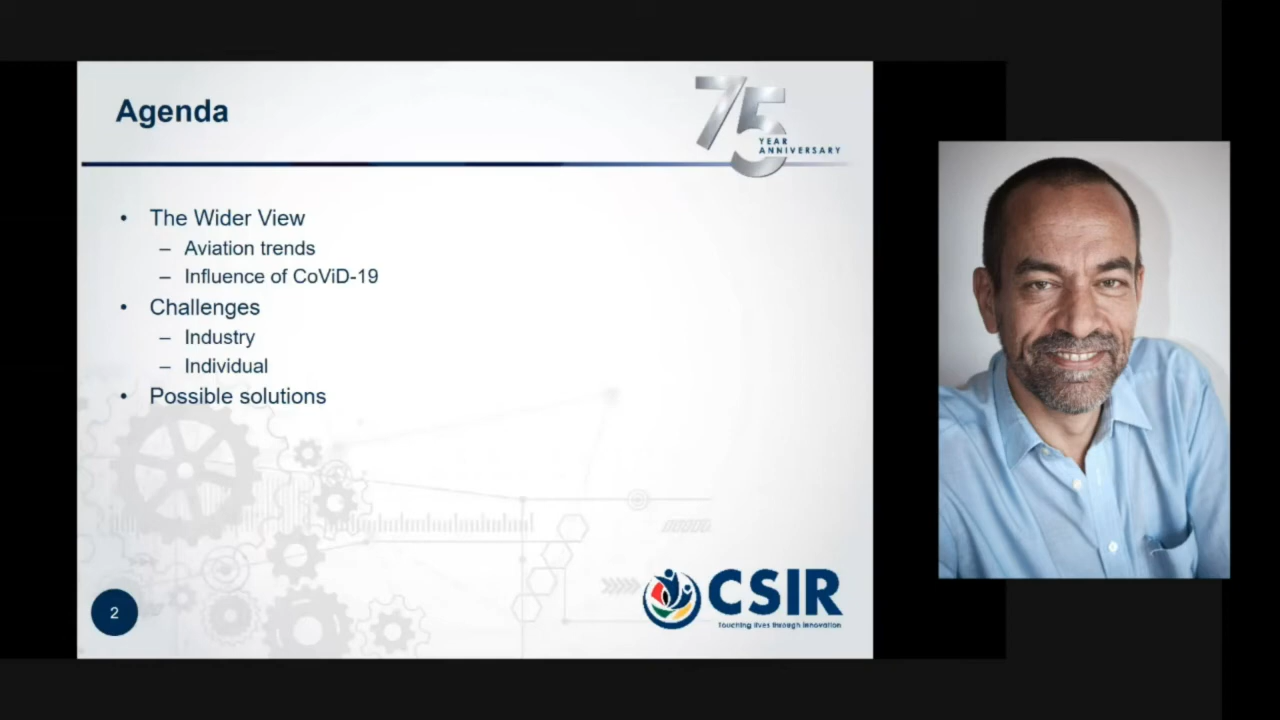 Agenda
75
YEAR
ANNIVERSARY
• The Wider View
– Aviation trends
– Influence of CoViD-19
• Challenges
– Industry
– Individual
• Possible solutions
2
CSIR
Touching lives through innovation